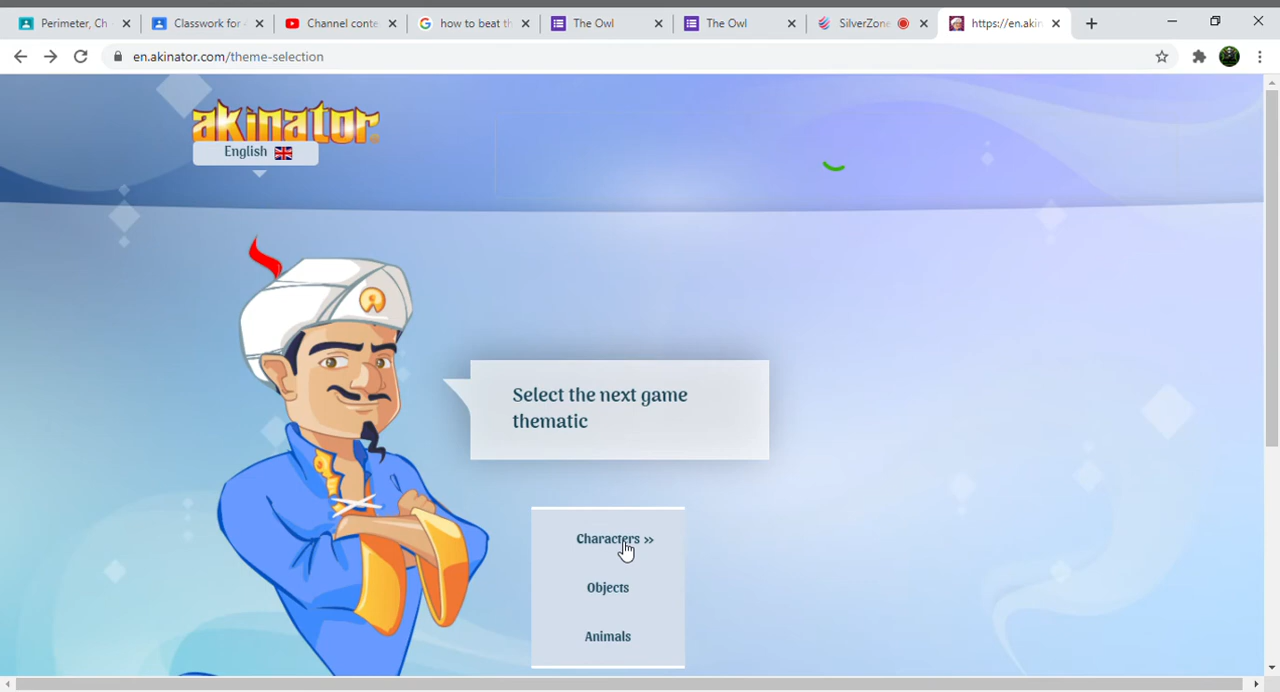 Perimeter, Ch
Classwork for
Channel conte
how to beat th
The Owl
The Owl
SilverZone
https://en.akin
en.akinator.com/theme-selection
akinator
English
Select the next game
thematic
Characters >>
Objects
Animals